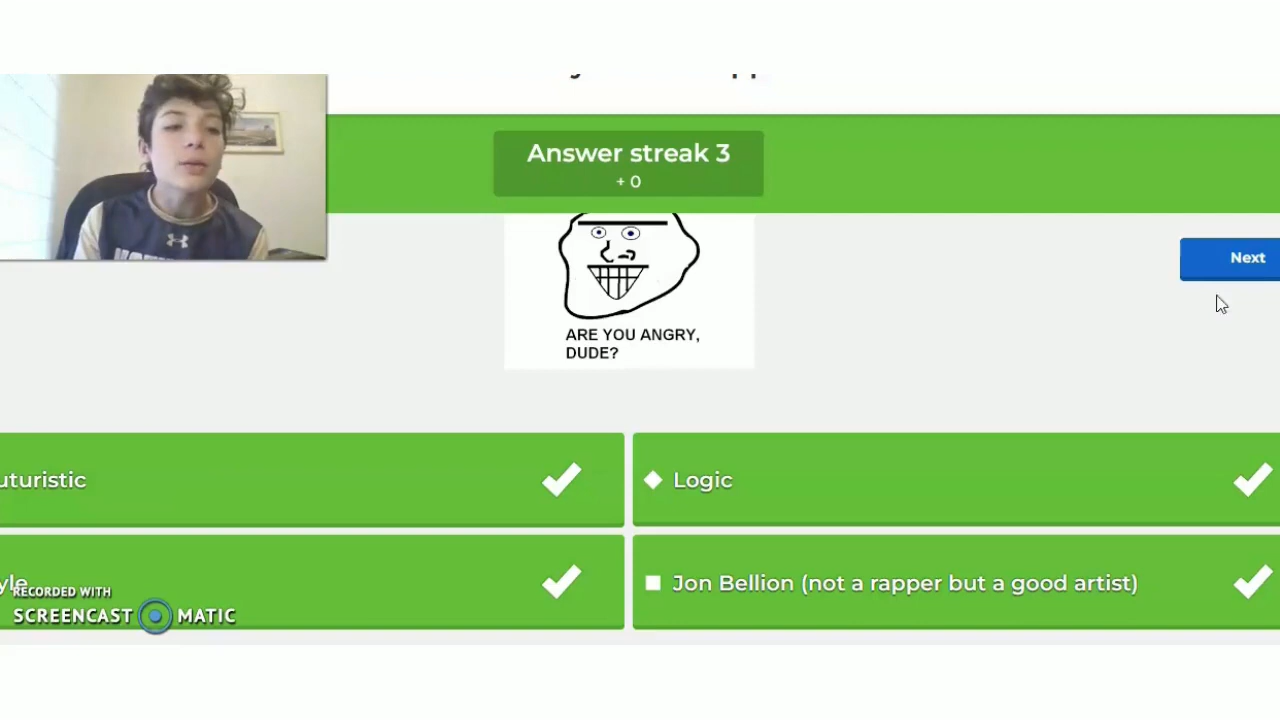 Answer streak 3
+ 0
Next
ARE YOU ANGRY,
DUDE?
uturistic
Logic
yle
Jon Bellion (not a rapper but a good artist)
RECORDED WITH
SCREENCAST MATIC